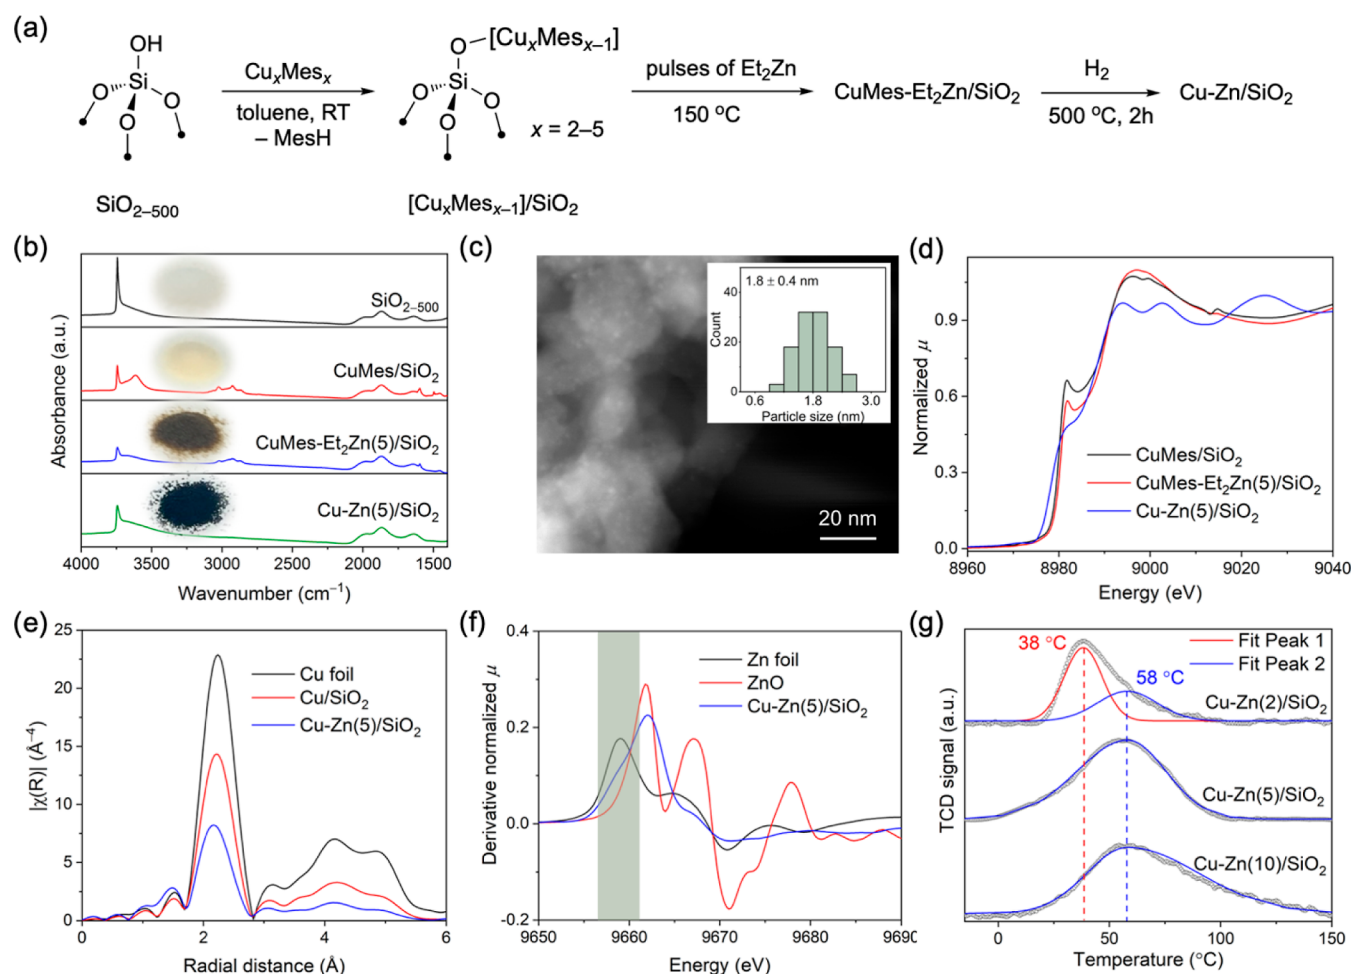 (a)
OH
Si
O
O
O
CuxMesx
toluene, RT
– MesH
O
[CuxMesx–1]
Si
O
O
O
x = 2–5
pulses of Et2Zn
150 °C
CuMes-Et2Zn/SiO2
H2
500 °C, 2h
Cu-Zn/SiO2
SiO2–500
[CuxMesx–1]/SiO2
(b)
Absorbance (a.u.)
SiO2–500
CuMes/SiO2
CuMes-Et2Zn(5)/SiO2
Cu-Zn(5)/SiO2
4000 3500 3000 2500 2000 1500
Wavenumber (cm−1)
(c)
1.8 ± 0.4 nm
Count
40
20
0
0.6 1.8 3.0
Particle size (nm)
20 nm
(d)
Normalized μ
0.9
0.6
0.3
0.0
CuMes/SiO2
CuMes-Et2Zn(5)/SiO2
Cu-Zn(5)/SiO2
8960 8980 9000 9020 9040
Energy (eV)
(e)
|χ(R)| (Å−4)
25
20
15
10
5
0
Cu foil
Cu/SiO2
Cu-Zn(5)/SiO2
0 2 4 6
Radial distance (Å)
(f)
Derivative normalized μ
0.4
0.2
0.0
-0.2
Zn foil
ZnO
Cu-Zn(5)/SiO2
9650 9660 9670 9680 9690
Energy (eV)
(g)
TCD signal (a.u.)
38 °C
Fit Peak 1
Fit Peak 2
58 °C
Cu-Zn(2)/SiO2
Cu-Zn(5)/SiO2
Cu-Zn(10)/SiO2
0 50 100 150
Temperature (°C)